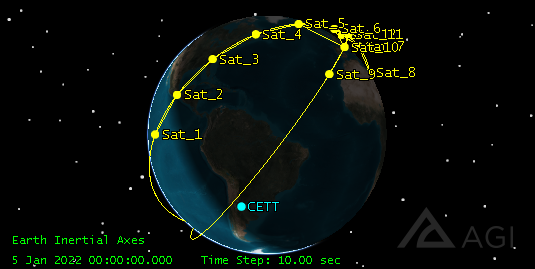 Sat_5
Sat_6
Sat_4
Sat_7
Sat_3
Sat_9
Sat_8
Sat_2
Sat_1
CETT
Earth Inertial Axes
5 Jan 2022 00:00:00.000 Time Step: 10.00 sec
AGI